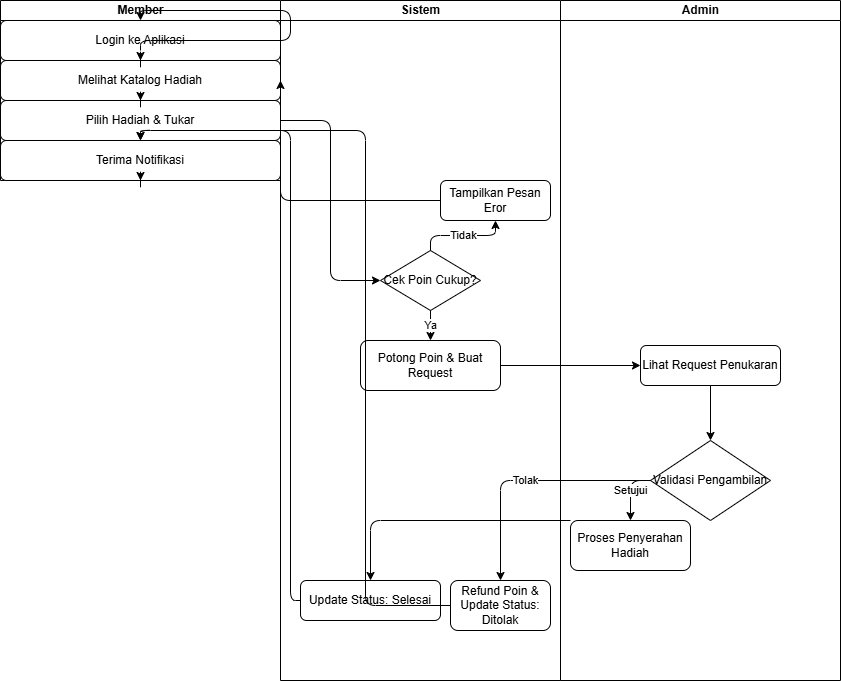 Member
Sistem
Admin
Login ke Aplikasi
Melihat Katalog Hadiah
Pilih Hadiah & Tukar
Terima Notifikasi
Tampilkan Pesan
Eror
Tidak
Cek Poin Cukup?
Ya
Potong Poin & Buat
Request
Lihat Request Penukaran
Tolak
Validasi Pengambilan
Setujui
Proses Penyerahan
Hadiah
Update Status: Selesai
Refund Poin &
Update Status:
Ditolak